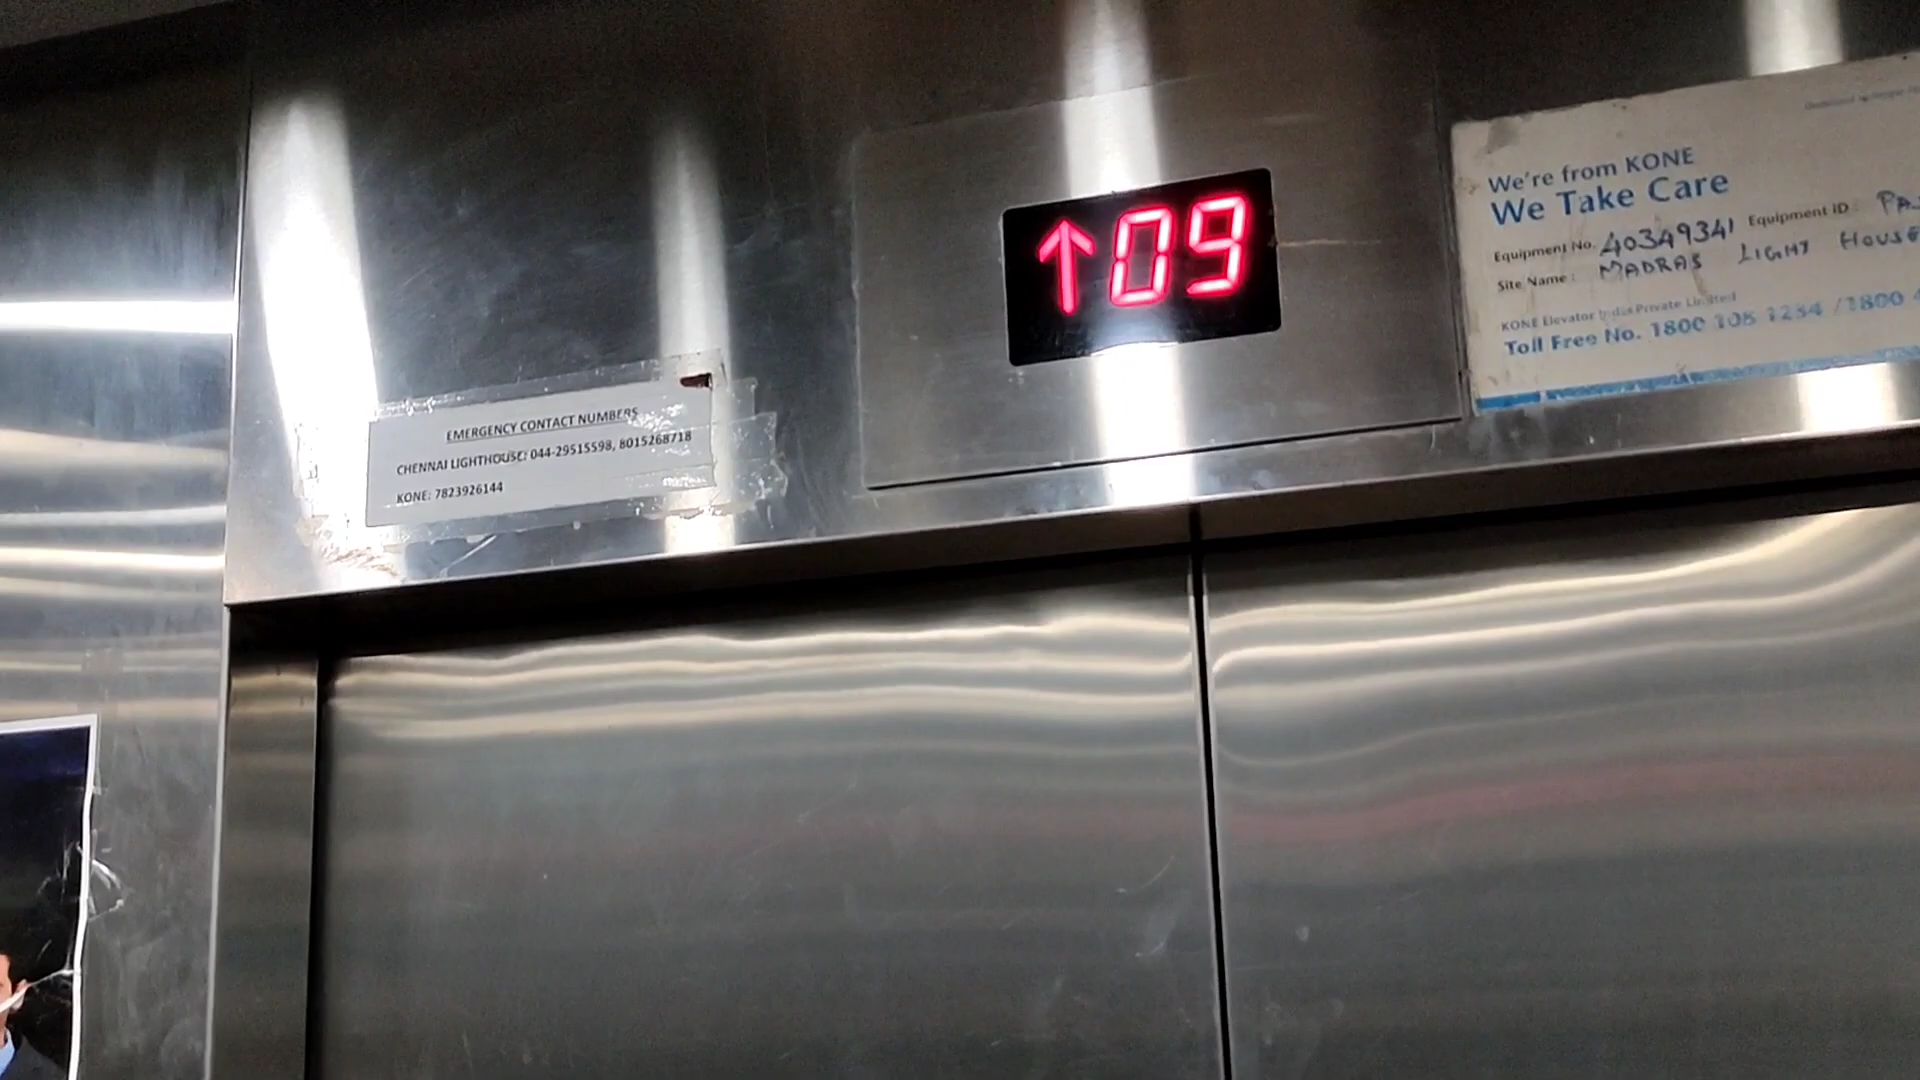 ↑09
EMERGENCY CONTACT NUMBERS
CHENNAI LIGHTHOUSE: 044-29515598, 8015268718
KONE: 7823926144
We're from KONE
We Take Care
Equipment No. 40349341 Equipment ID :
Site Name : MADRAS LIGHT HOUSE
KONE Elevator India Private Limited
Toll Free No. 1800 108 1234 /1800